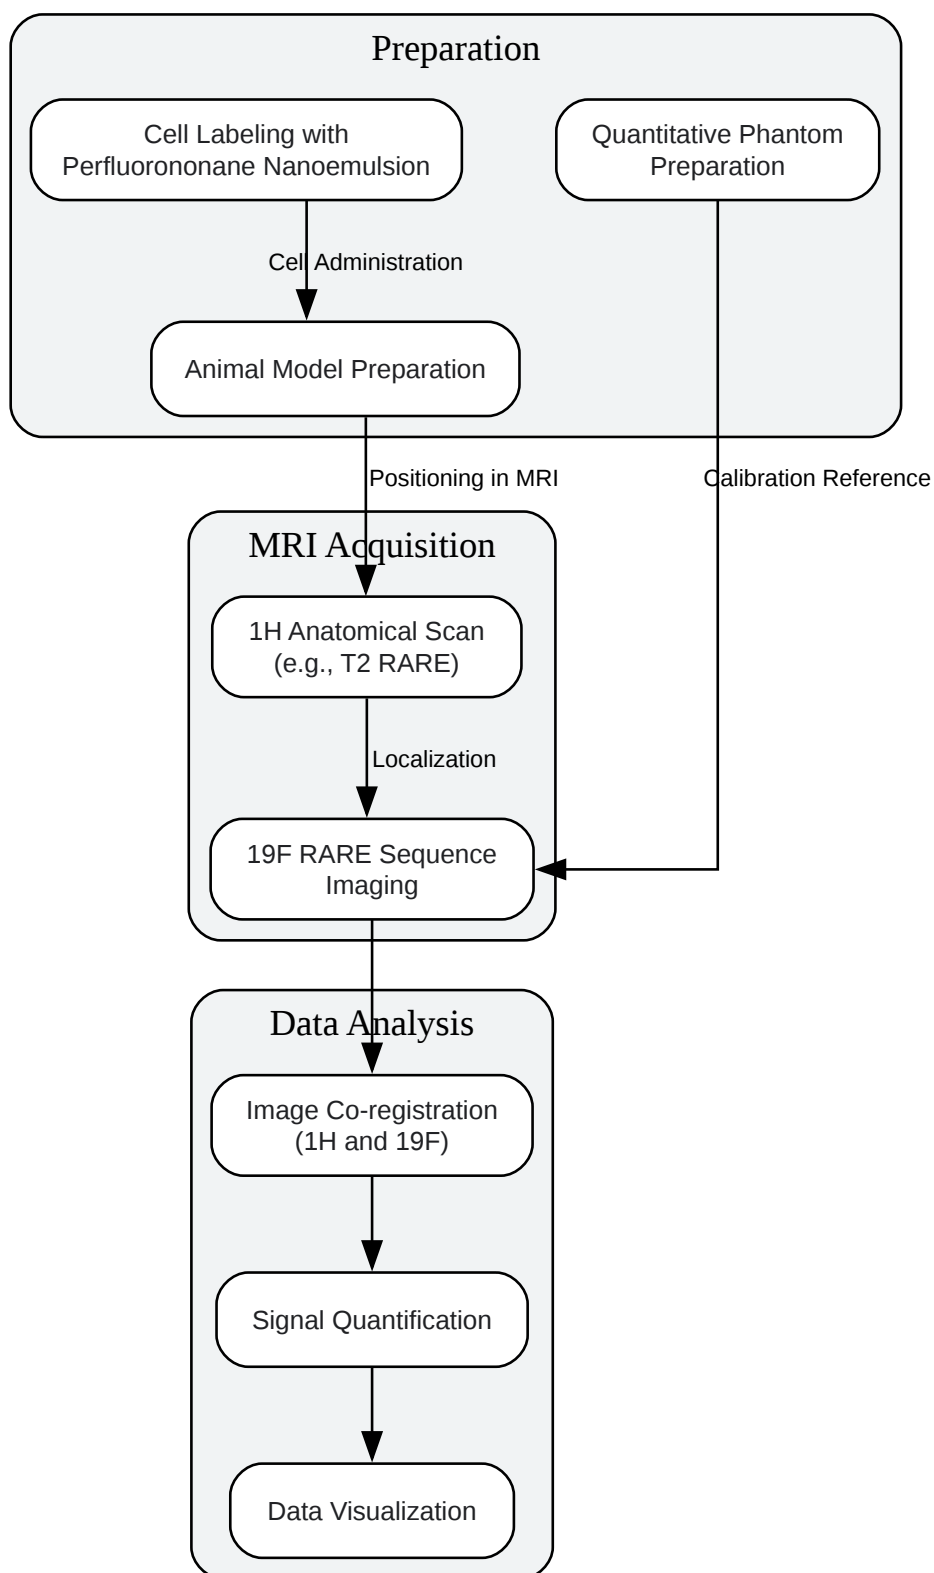 Preparation
Cell Labeling with
Perfluorononane Nanoemulsion
Quantitative Phantom
Preparation
Cell Administration
Animal Model Preparation
Positioning in MRI
Calibration Reference
MRI Acquisition
1H Anatomical Scan
(e.g., T2 RARE)
Localization
19F RARE Sequence
Imaging
Data Analysis
Image Co-registration
(1H and 19F)
Signal Quantification
Data Visualization